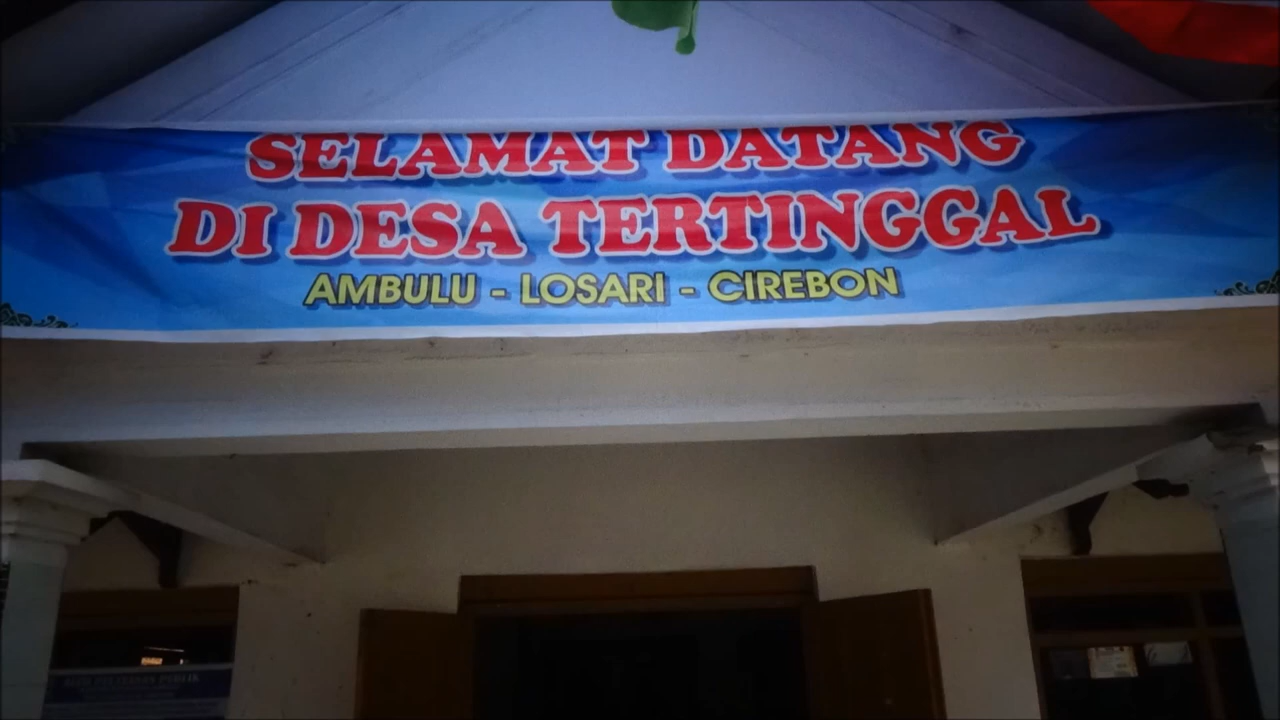 SELAMAT DATANG
DI DESA TERTINGGAL
AMBULU - LOSARI - CIREBON